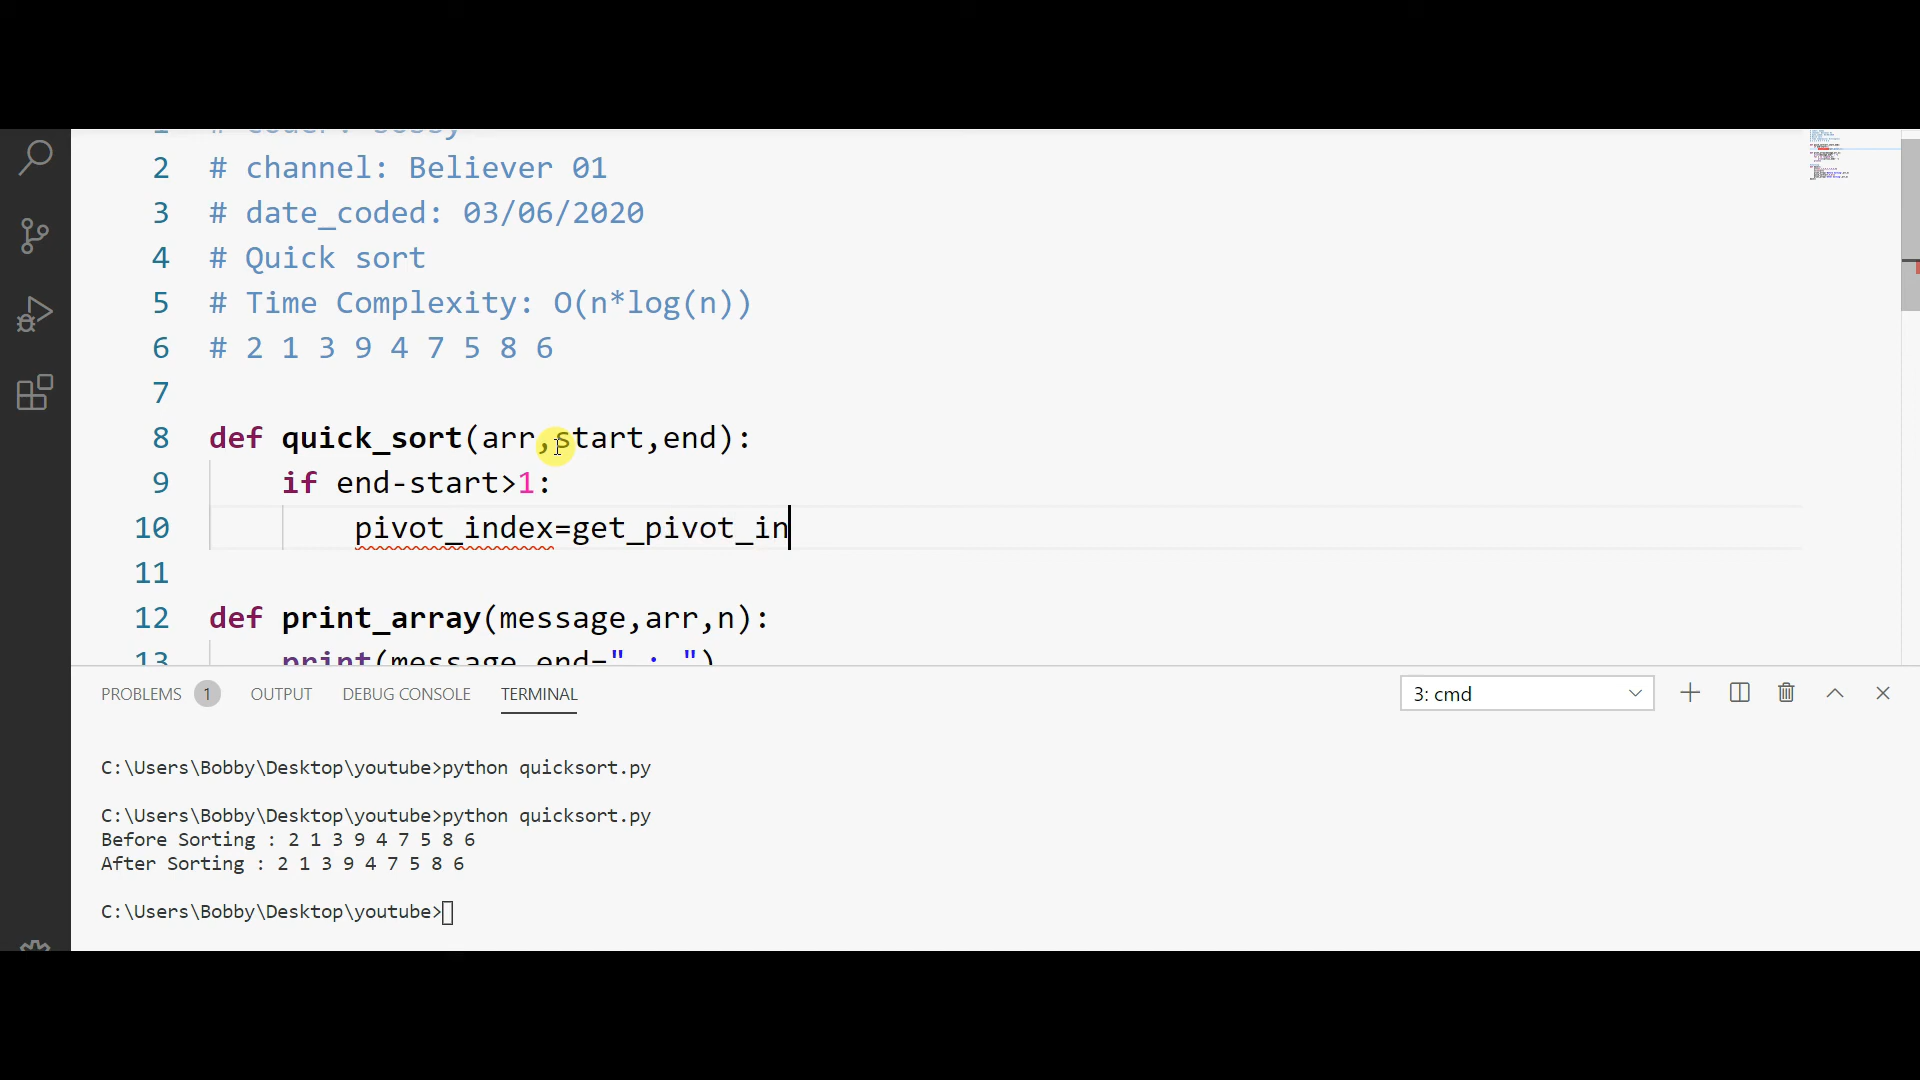 2 # channel: Believer 01
3 # date_coded: 03/06/2020
4 # Quick sort
5 # Time Complexity: O(n*log(n))
6 # 2 1 3 9 4 7 5 8 6
7
8 def quick_sort(arr,start,end):
9 if end-start>1:
10 pivot_index=get_pivot_in
11
12 def print_array(message,arr,n):
13 print(message,end=" : ")
PROBLEMS 1 OUTPUT DEBUG CONSOLE TERMINAL 3: cmd
C:\Users\Bobby\Desktop\youtube>python quicksort.py
C:\Users\Bobby\Desktop\youtube>python quicksort.py
Before Sorting : 2 1 3 9 4 7 5 8 6
After Sorting : 2 1 3 9 4 7 5 8 6
C:\Users\Bobby\Desktop\youtube>